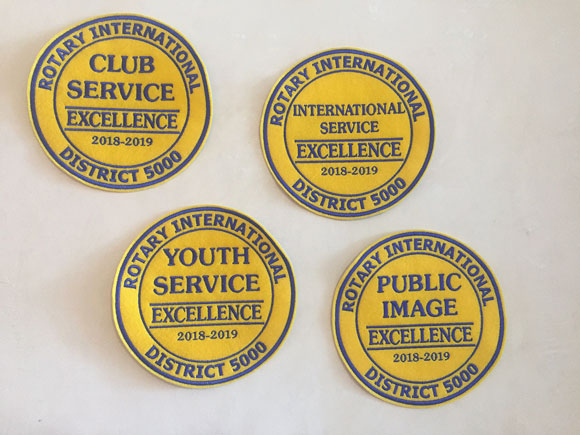 ROTARY INTERNATIONAL
CLUB
SERVICE
EXCELLENCE
2018-2019
DISTRICT 5000
ROTARY INTERNATIONAL
INTERNATIONAL
SERVICE
EXCELLENCE
2018-2019
DISTRICT 5000
ROTARY INTERNATIONAL
YOUTH
SERVICE
EXCELLENCE
2018-2019
DISTRICT 5000
ROTARY INTERNATIONAL
PUBLIC
IMAGE
EXCELLENCE
2018-2019
DISTRICT 5000